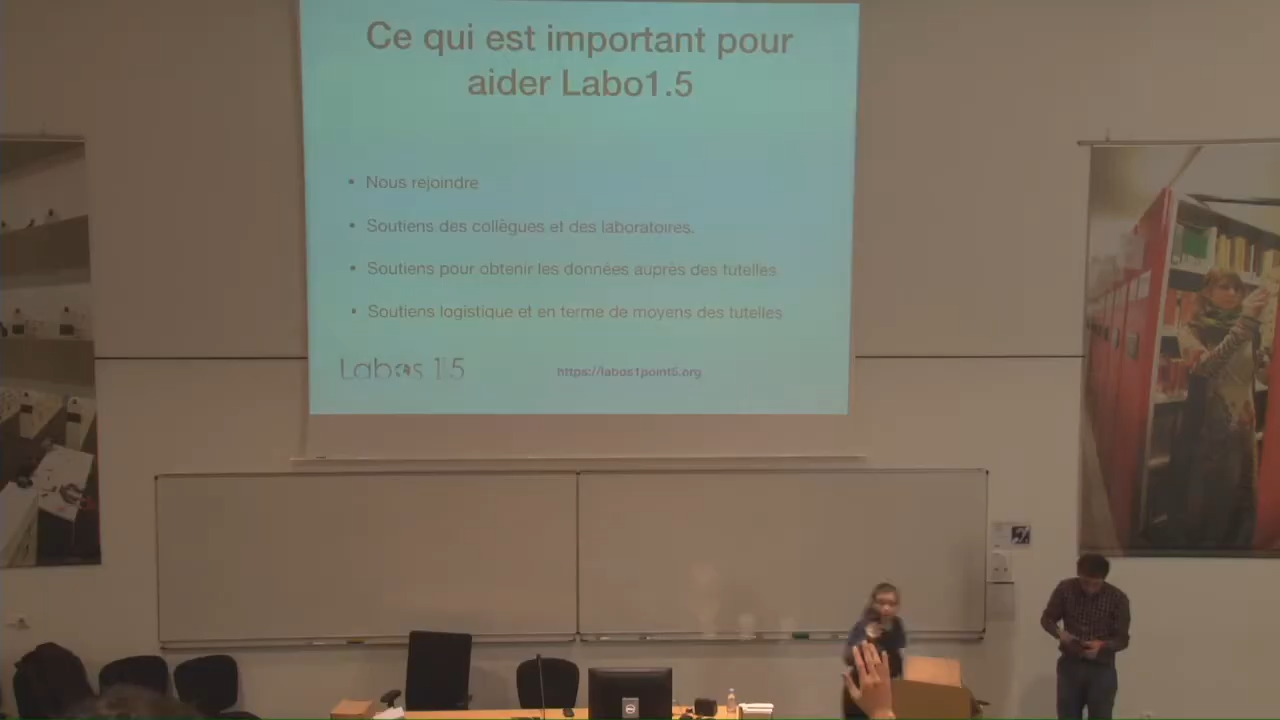 Ce qui est important pour
aider Labo1.5
• Nous rejoindre
• Soutiens des collègues et des laboratoires.
• Soutiens pour obtenir les données auprès des tutelles
• Soutiens logistique et en terme de moyens des tutelles
Labos 1.5
https://labos1point5.org
DELL